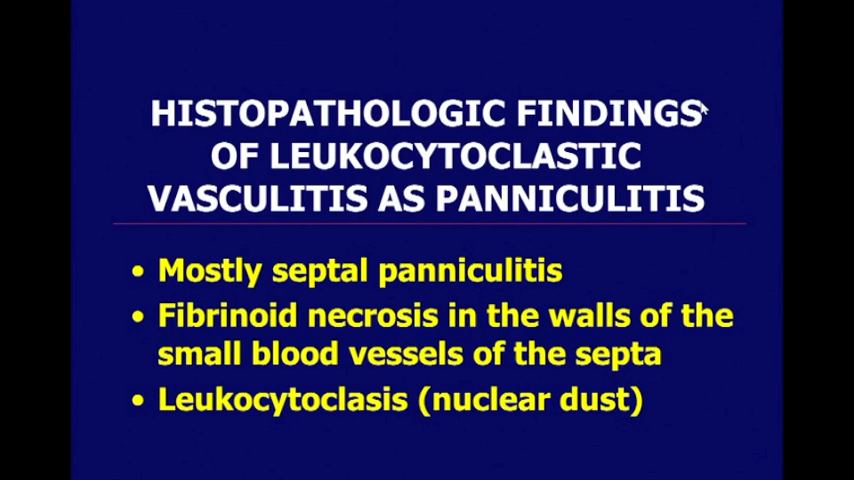 HISTOPATHOLOGIC FINDINGS
OF LEUKOCYTOCLASTIC
VASCULITIS AS PANNICULITIS
• Mostly septal panniculitis
• Fibrinoid necrosis in the walls of the
small blood vessels of the septa
• Leukocytoclasis (nuclear dust)